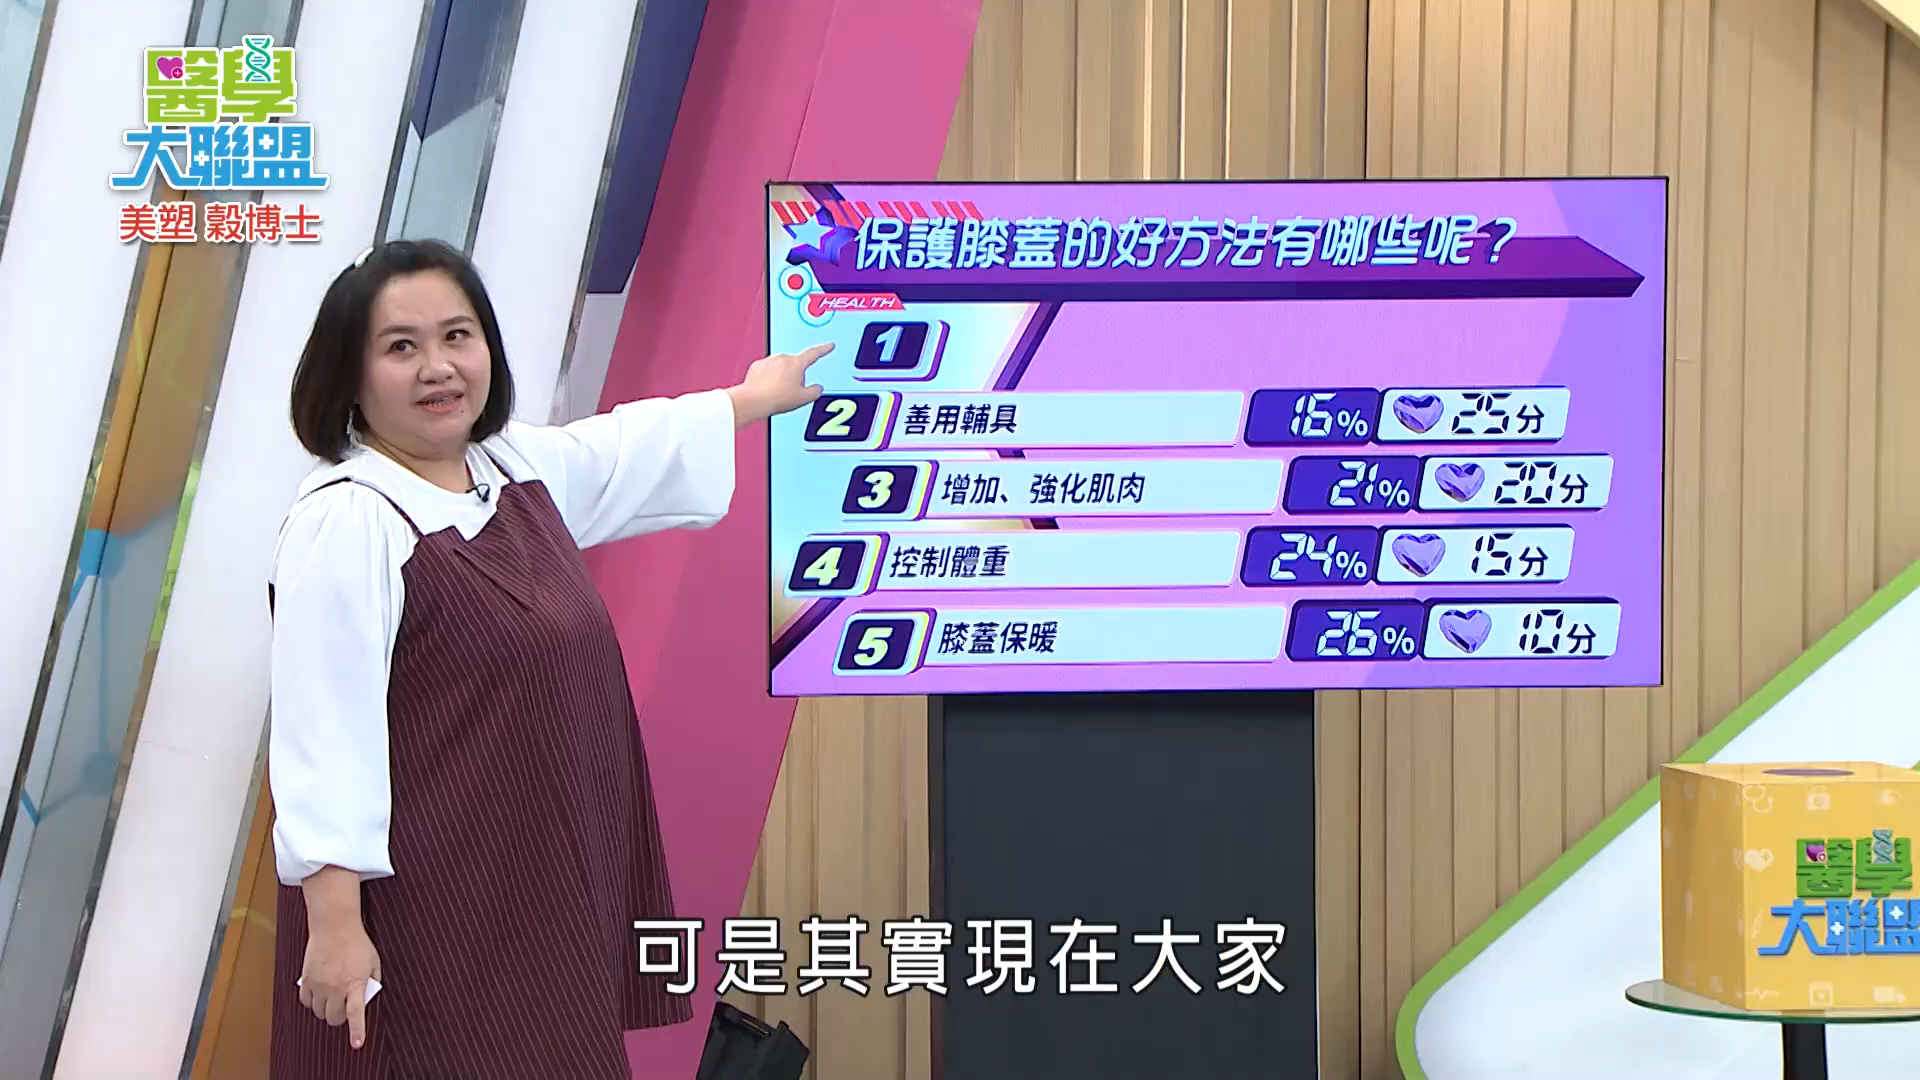 醫學
大聯盟
美塑 穀博士
保護膝蓋的好方法有哪些呢？
HEALTH
1
2 善用輔具 16% 25分
3 增加、強化肌肉 21% 20分
4 控制體重 24% 15分
5 膝蓋保暖 26% 10分
醫學
大聯盟
可是其實現在大家